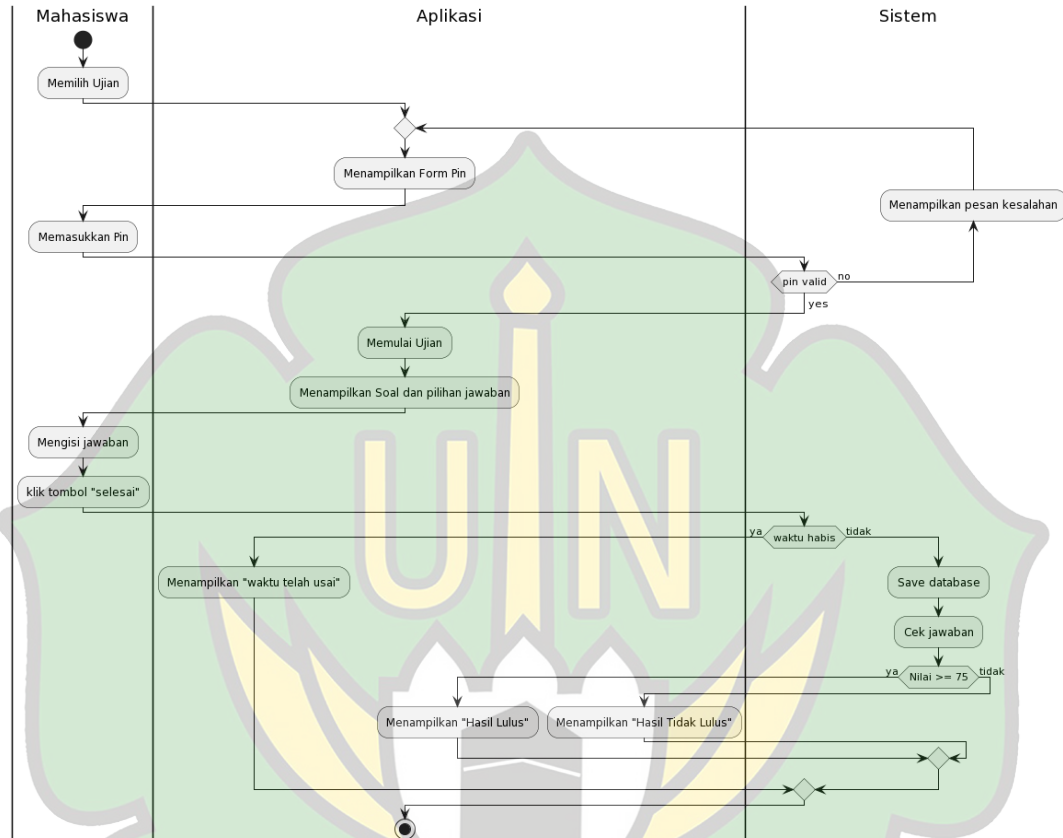 Mahasiswa
Aplikasi
Sistem
Memilih Ujian
Menampilkan Form Pin
Menampilkan pesan kesalahan
Memasukkan Pin
pin valid
no
yes
Memulai Ujian
Menampilkan Soal dan pilihan jawaban
Mengisi jawaban
klik tombol "selesai"
ya
waktu habis
tidak
Menampilkan "waktu telah usai"
Save database
Cek jawaban
ya
Nilai >= 75
tidak
Menampilkan "Hasil Lulus"
Menampilkan "Hasil Tidak Lulus"
UIN